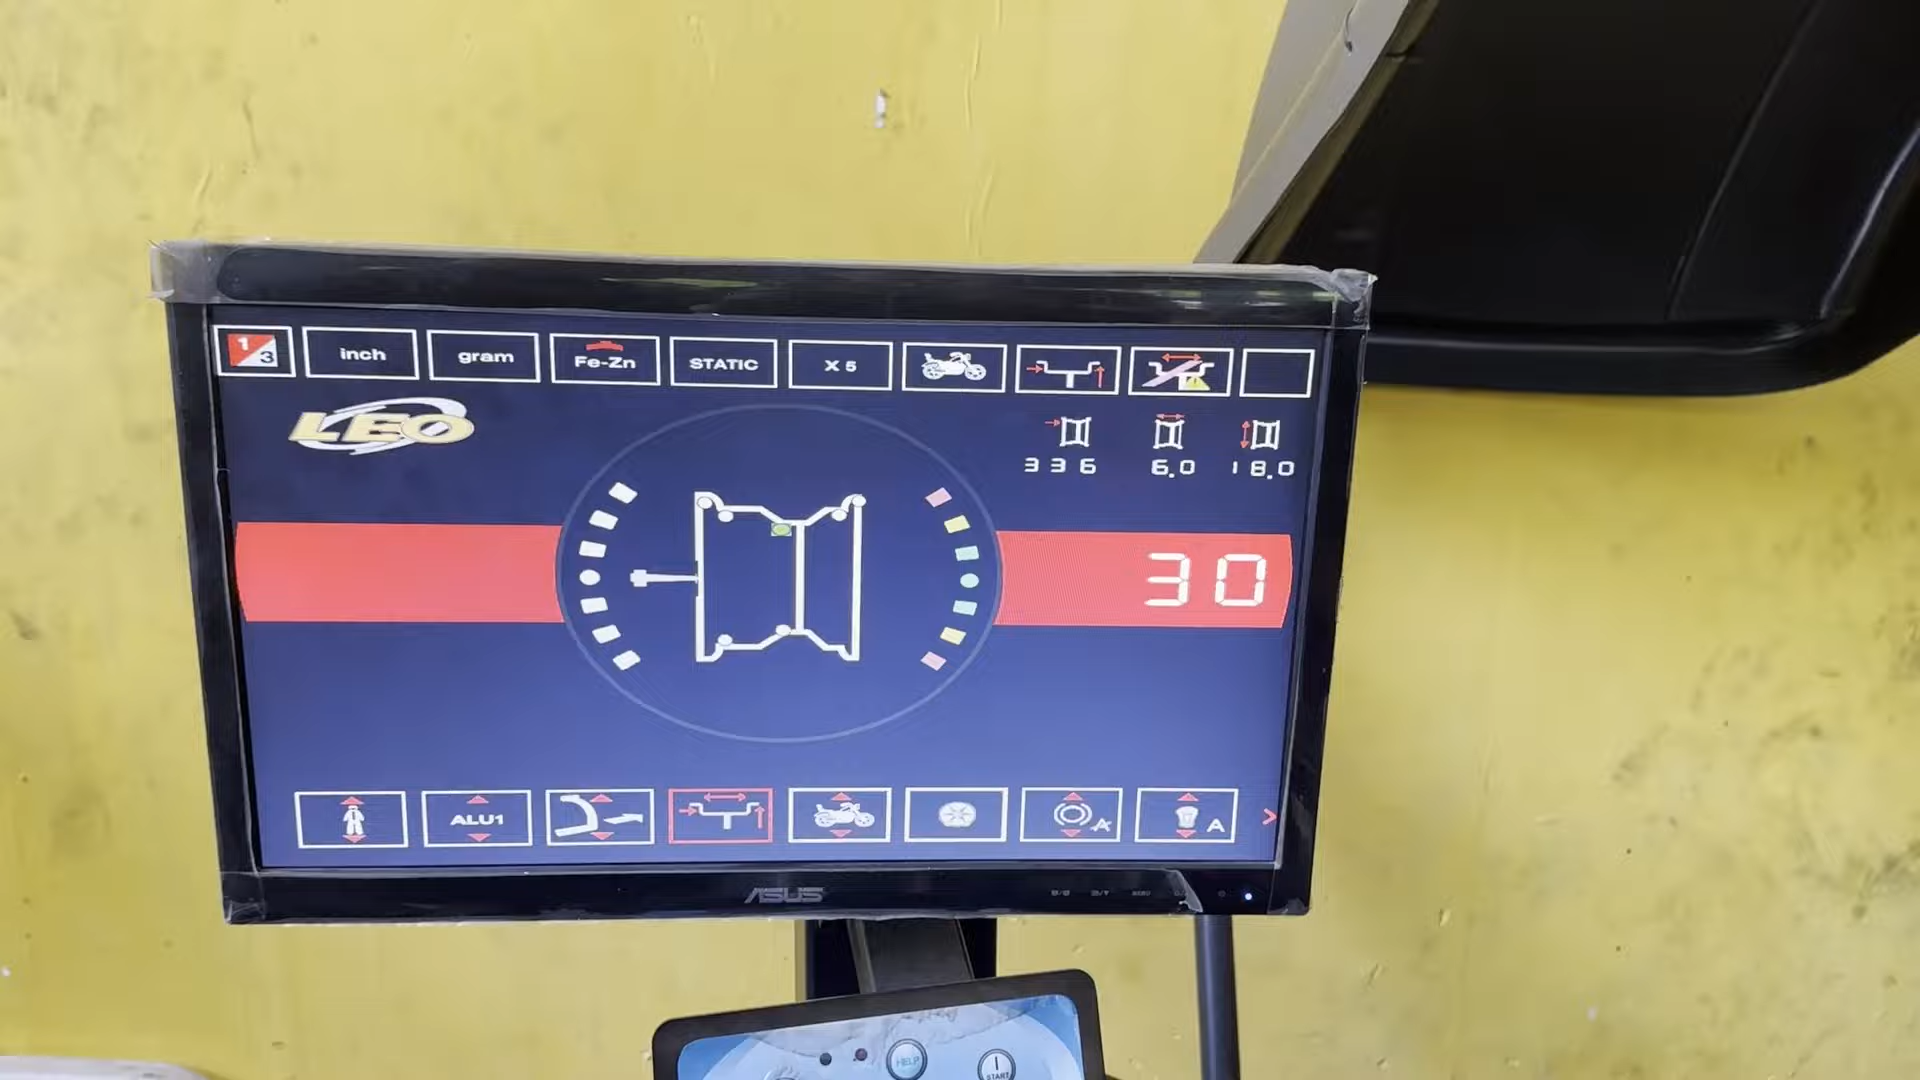 1/3 inch gram Fe-Zn STATIC X 5
LEO
336 6.0 18.0
30
ALU1 A A
ASUS
HELP
START